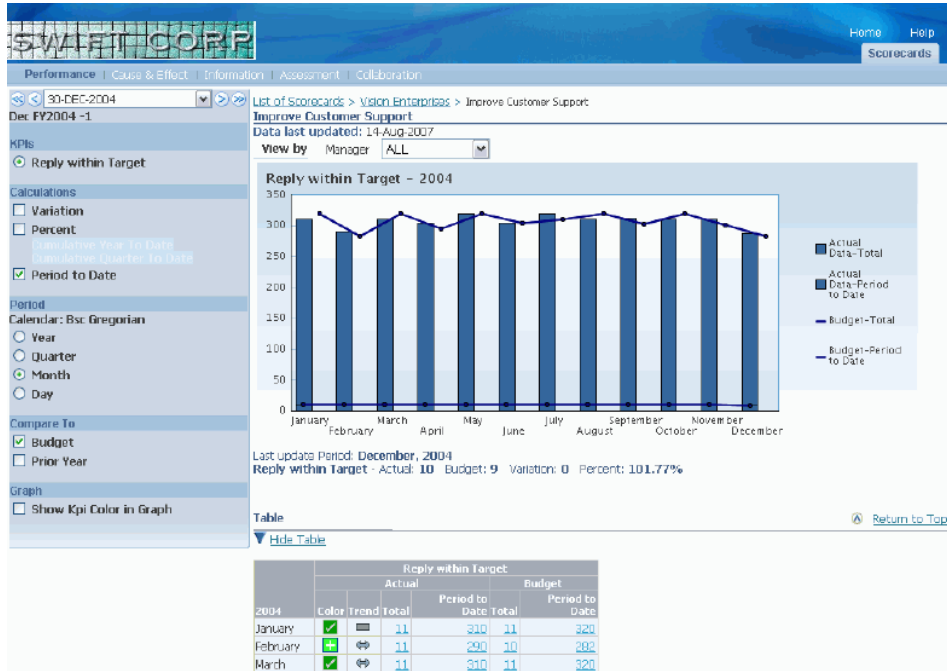 SWIFT CORP
Home Help
Scorecards
Performance | Cause & Effect | Information | Assessment | Collaboration
30-DEC-2004
Dec FY2004 -1
KPIs
Reply within Target
Calculations
Variation
Percent
Cumulative Year To Date
Cumulative Quarter To Date
Period to Date
Period
Calendar: Bsc Gregorian
Year
Quarter
Month
Day
Compare To
Budget
Prior Year
Graph
Show Kpi Color in Graph
List of Scorecards > Vision Enterprises > Improve Customer Support
Improve Customer Support
Data last updated: 14-Aug-2007
View by Manager ALL
Reply within Target - 2004
350
300
250
200
150
100
50
0
January February March April May June July August September October November December
Actual
Data-Total
Actual
Data-Period
to Date
Budget-Total
Budget-Period
to Date
Last update Period: December, 2004
Reply within Target - Actual: 10 Budget: 9 Variation: 0 Percent: 101.77%
Table
Return to Top
Hide Table
Reply within Target
Actual Budget
2004 Color Trend Total Period to Date Total Period to Date
January 11 310 11 320
February 11 290 10 282
March 11 310 11 320